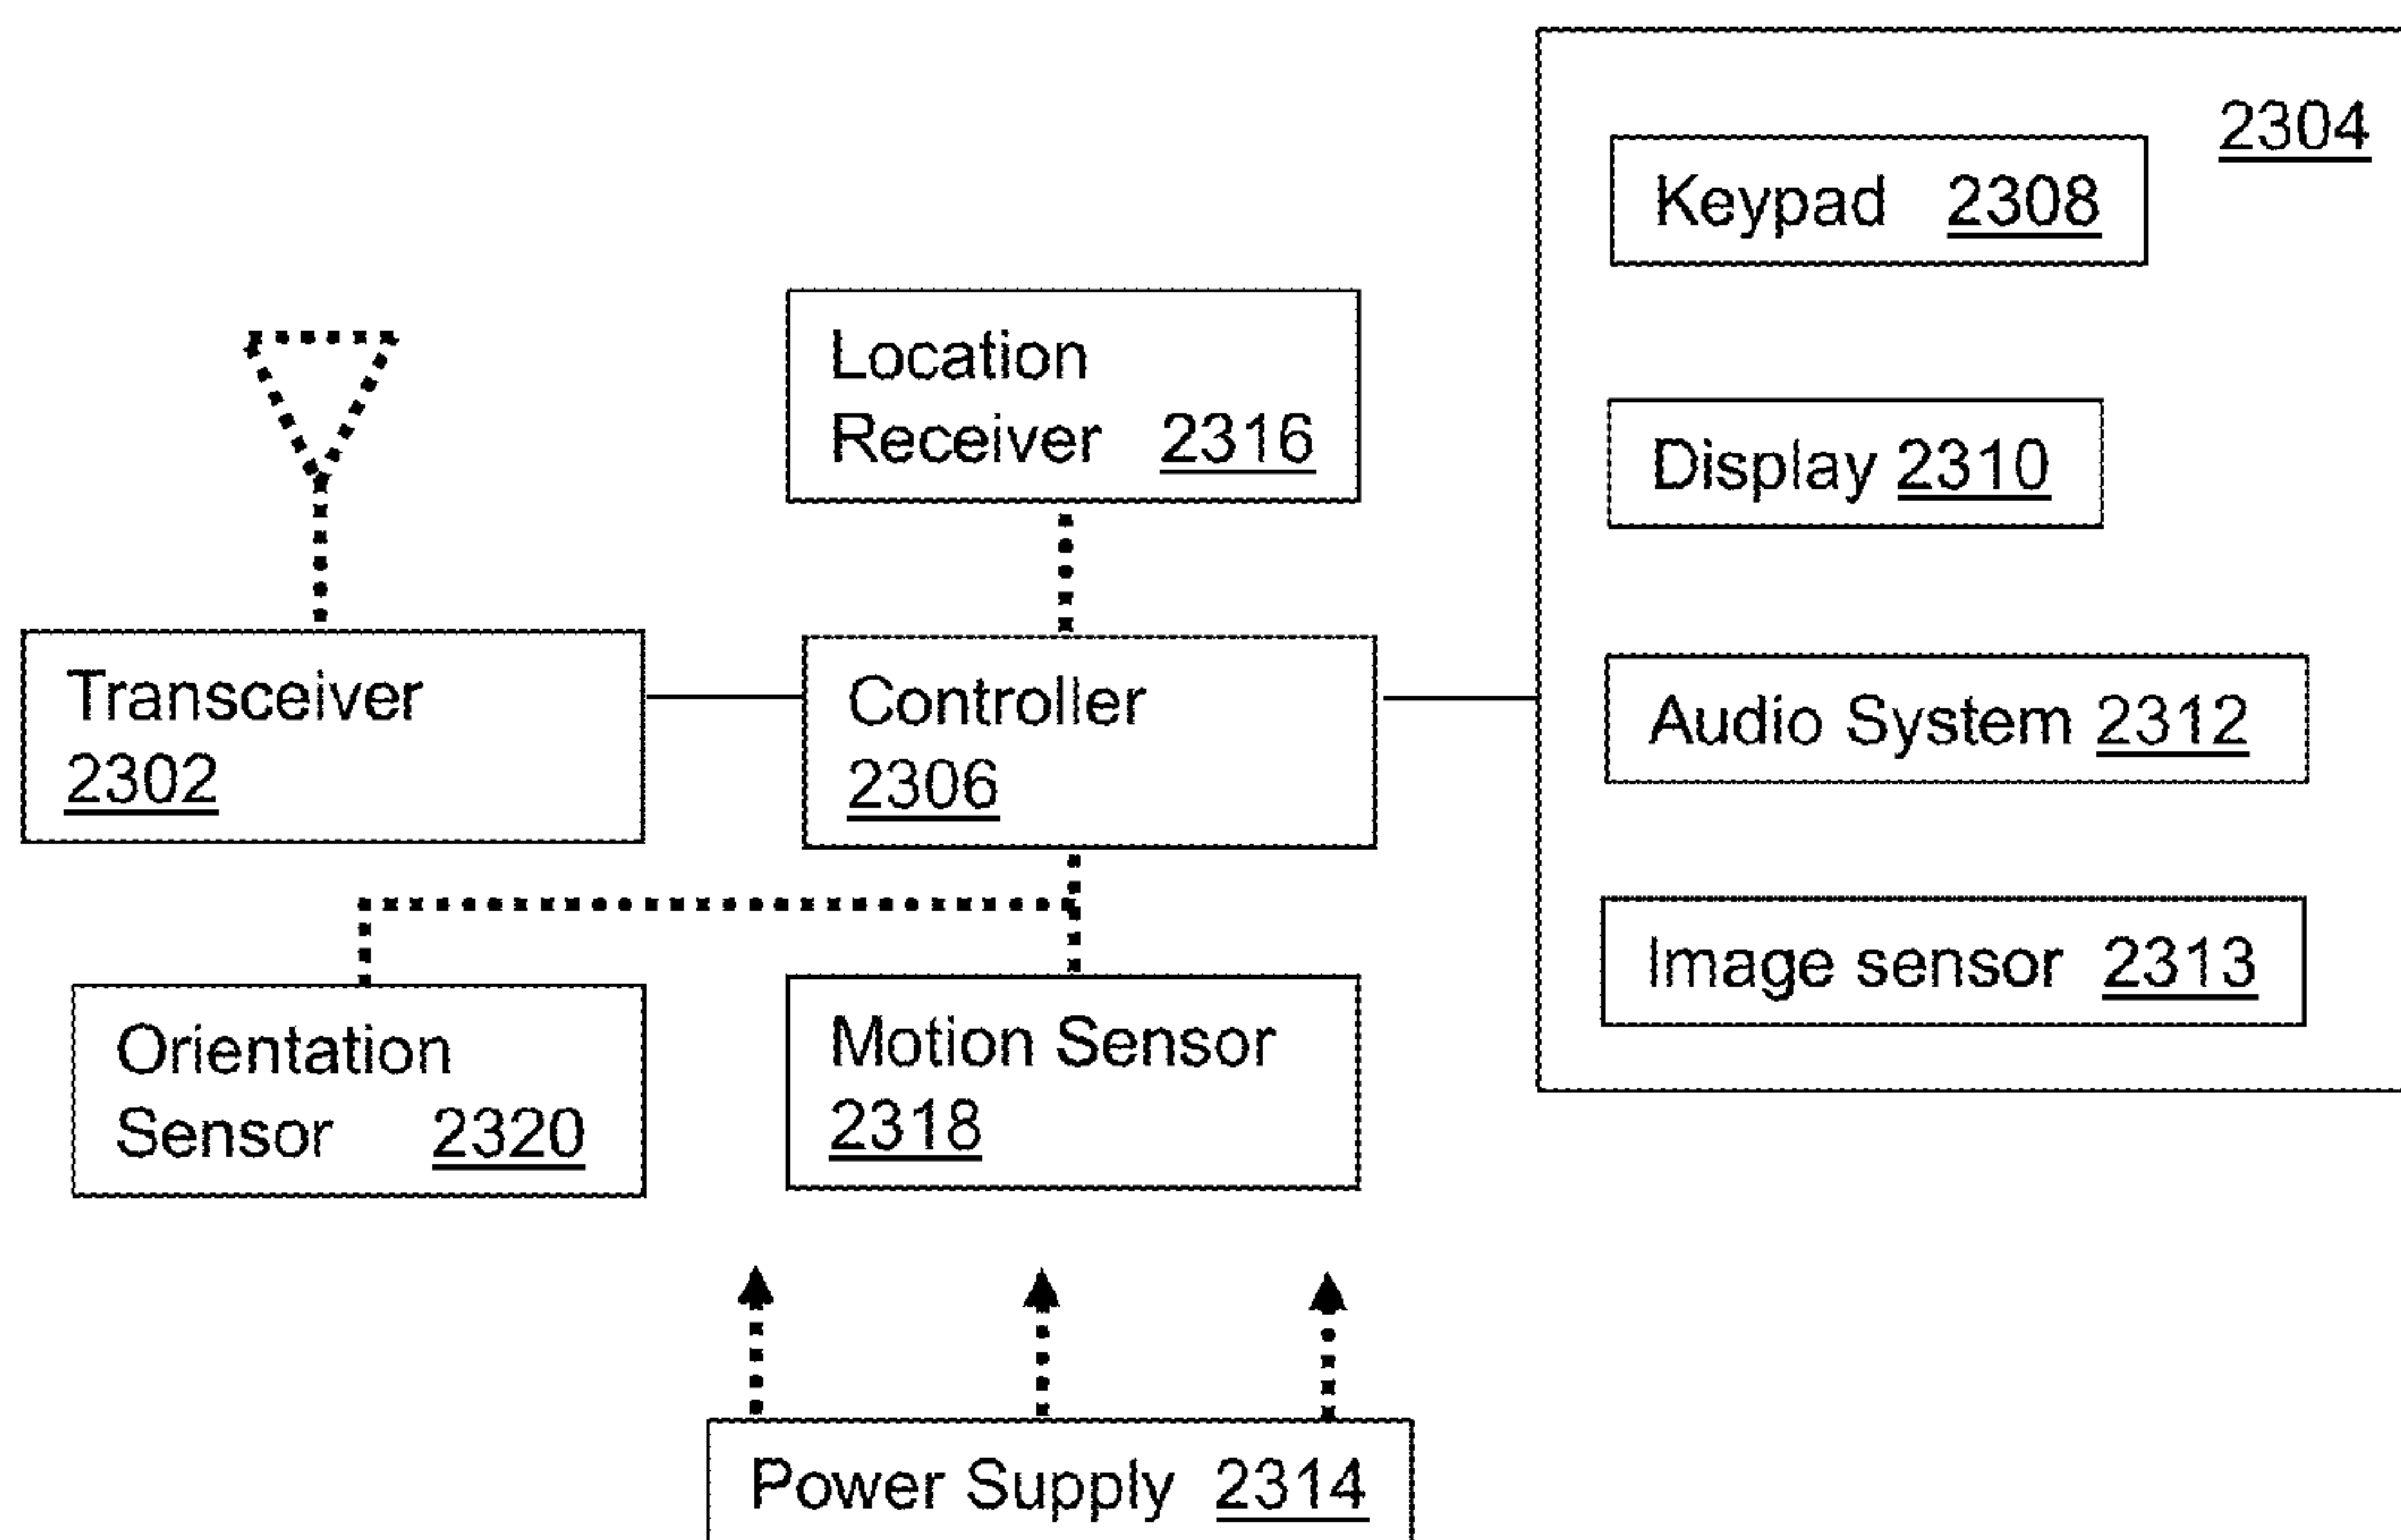 2304
Keypad 2308
Location
Receiver 2316
Display 2310
Transceiver
2302
Controller
2306
Audio System 2312
Image sensor 2313
Orientation
Sensor 2320
Motion Sensor
2318
Power Supply 2314